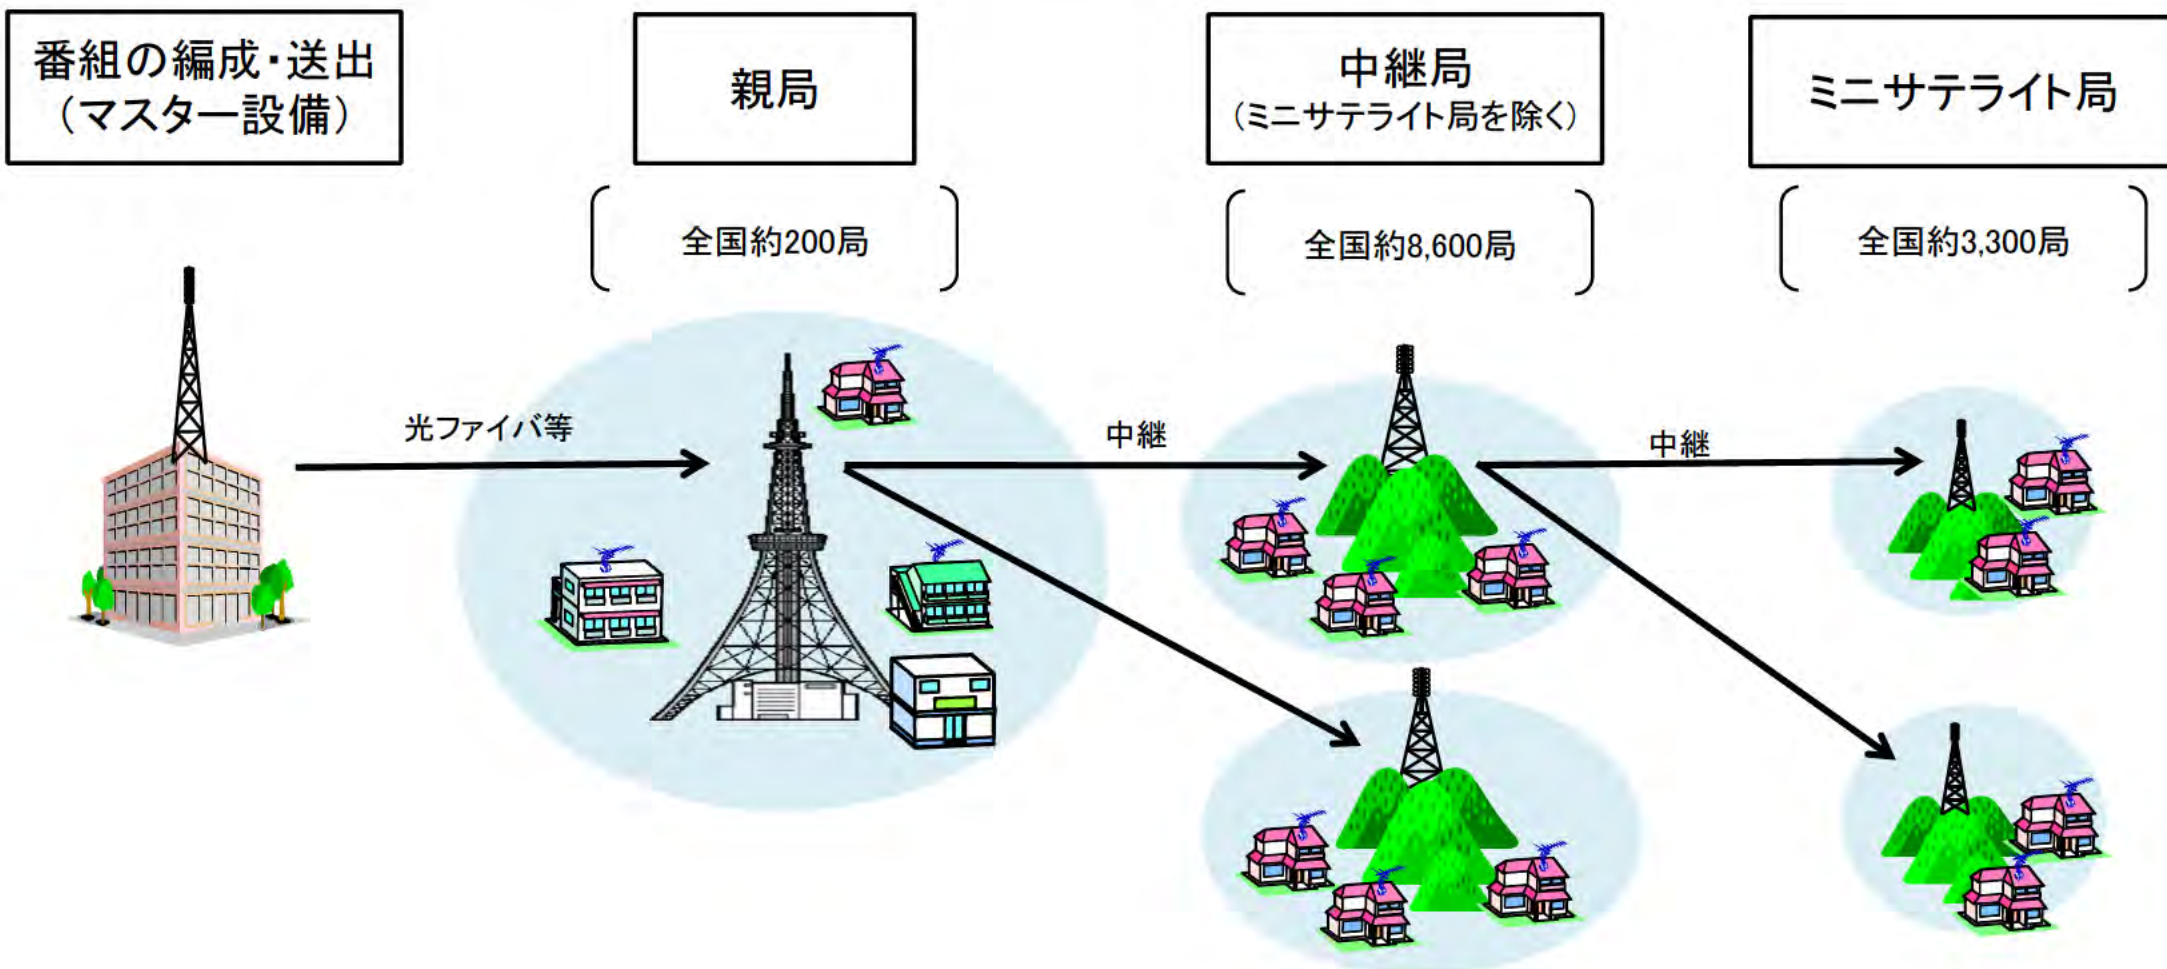 番組の編成・送出
(マスター設備)
親局
中継局
(ミニサテライト局を除く)
ミニサテライト局
全国約200局
全国約8,600局
全国約3,300局
光ファイバ等
中継
中継